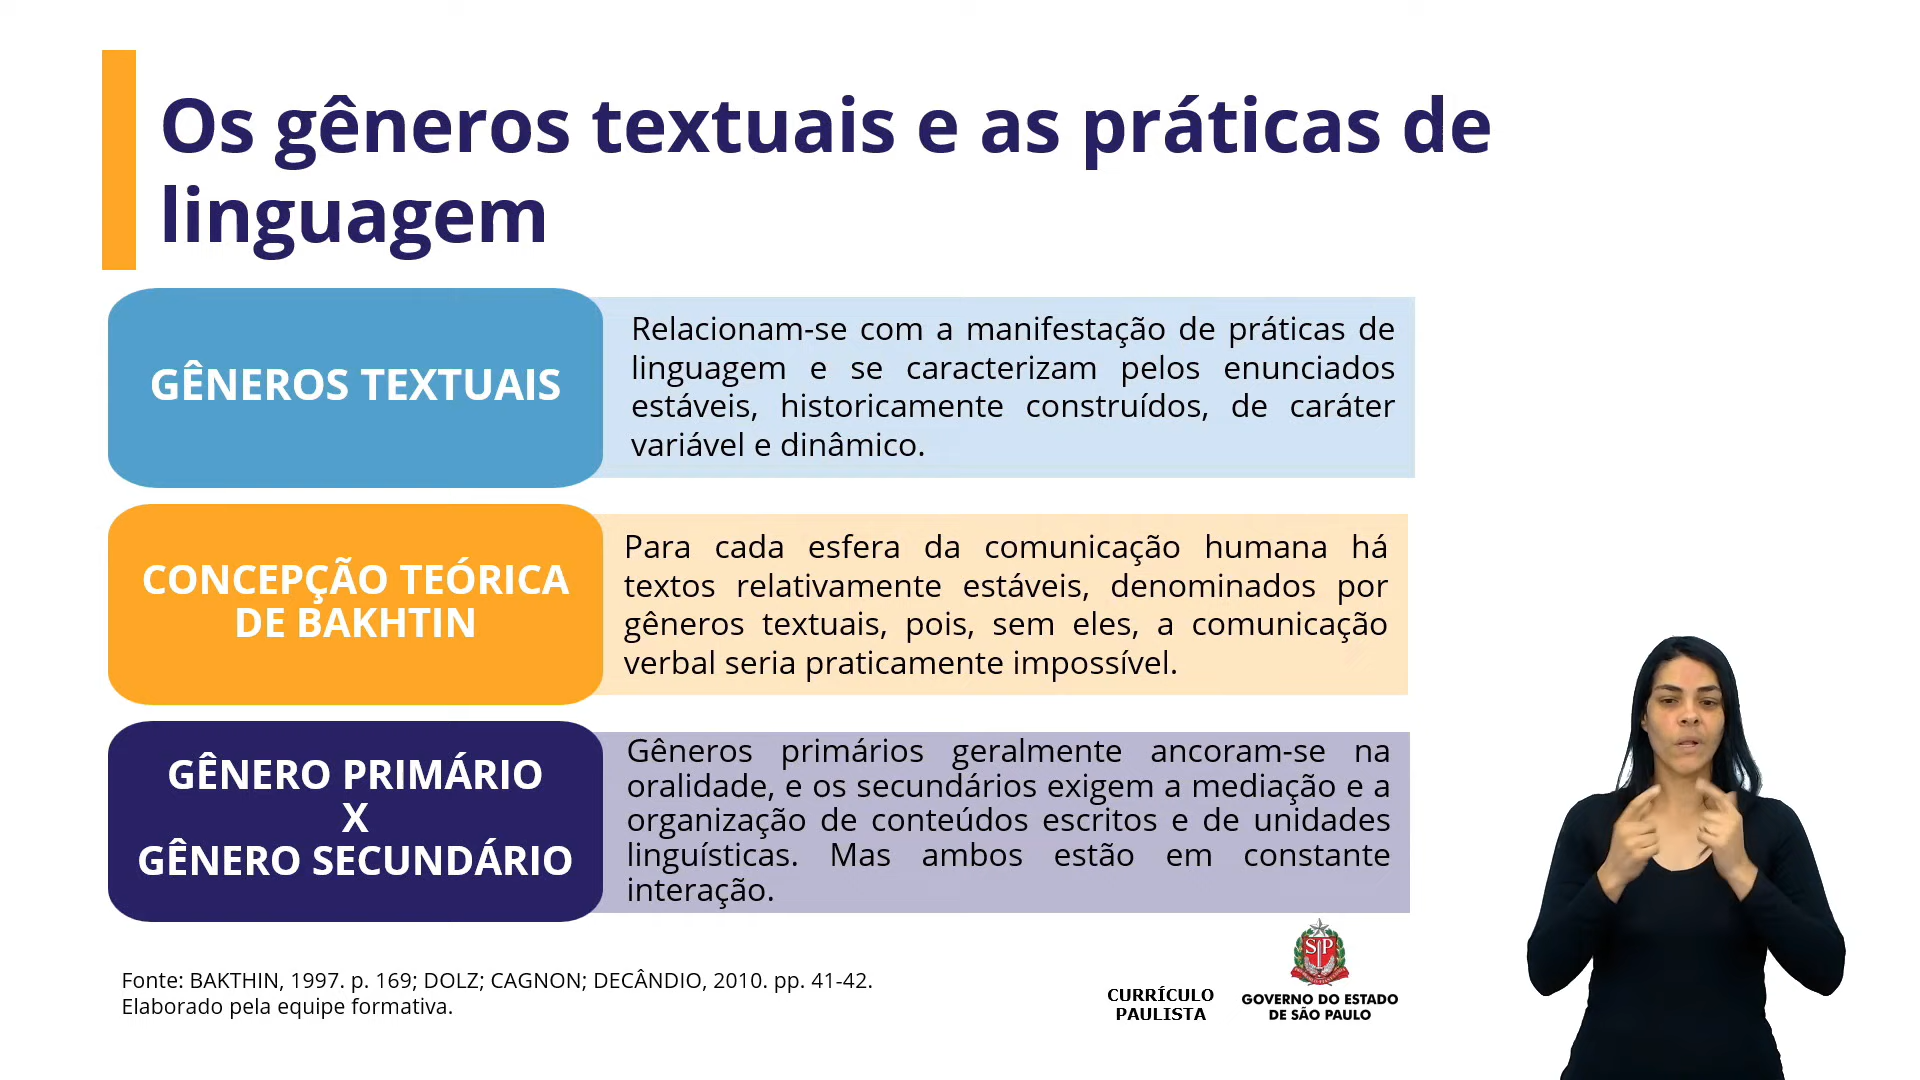 Os gêneros textuais e as práticas de
linguagem
GÊNEROS TEXTUAIS
Relacionam-se com a manifestação de práticas de
linguagem e se caracterizam pelos enunciados
estáveis, historicamente construídos, de caráter
variável e dinâmico.
CONCEPÇÃO TEÓRICA
DE BAKHTIN
Para cada esfera da comunicação humana há
textos relativamente estáveis, denominados por
gêneros textuais, pois, sem eles, a comunicação
verbal seria praticamente impossível.
GÊNERO PRIMÁRIO
X
GÊNERO SECUNDÁRIO
Gêneros primários geralmente ancoram-se na
oralidade, e os secundários exigem a mediação e a
organização de conteúdos escritos e de unidades
linguísticas. Mas ambos estão em constante
interação.
Fonte: BAKTHIN, 1997. p. 169; DOLZ; CAGNON; DECÂNDIO, 2010. pp. 41-42.
Elaborado pela equipe formativa.
CURRÍCULO
PAULISTA
SP
GOVERNO DO ESTADO
DE SÃO PAULO